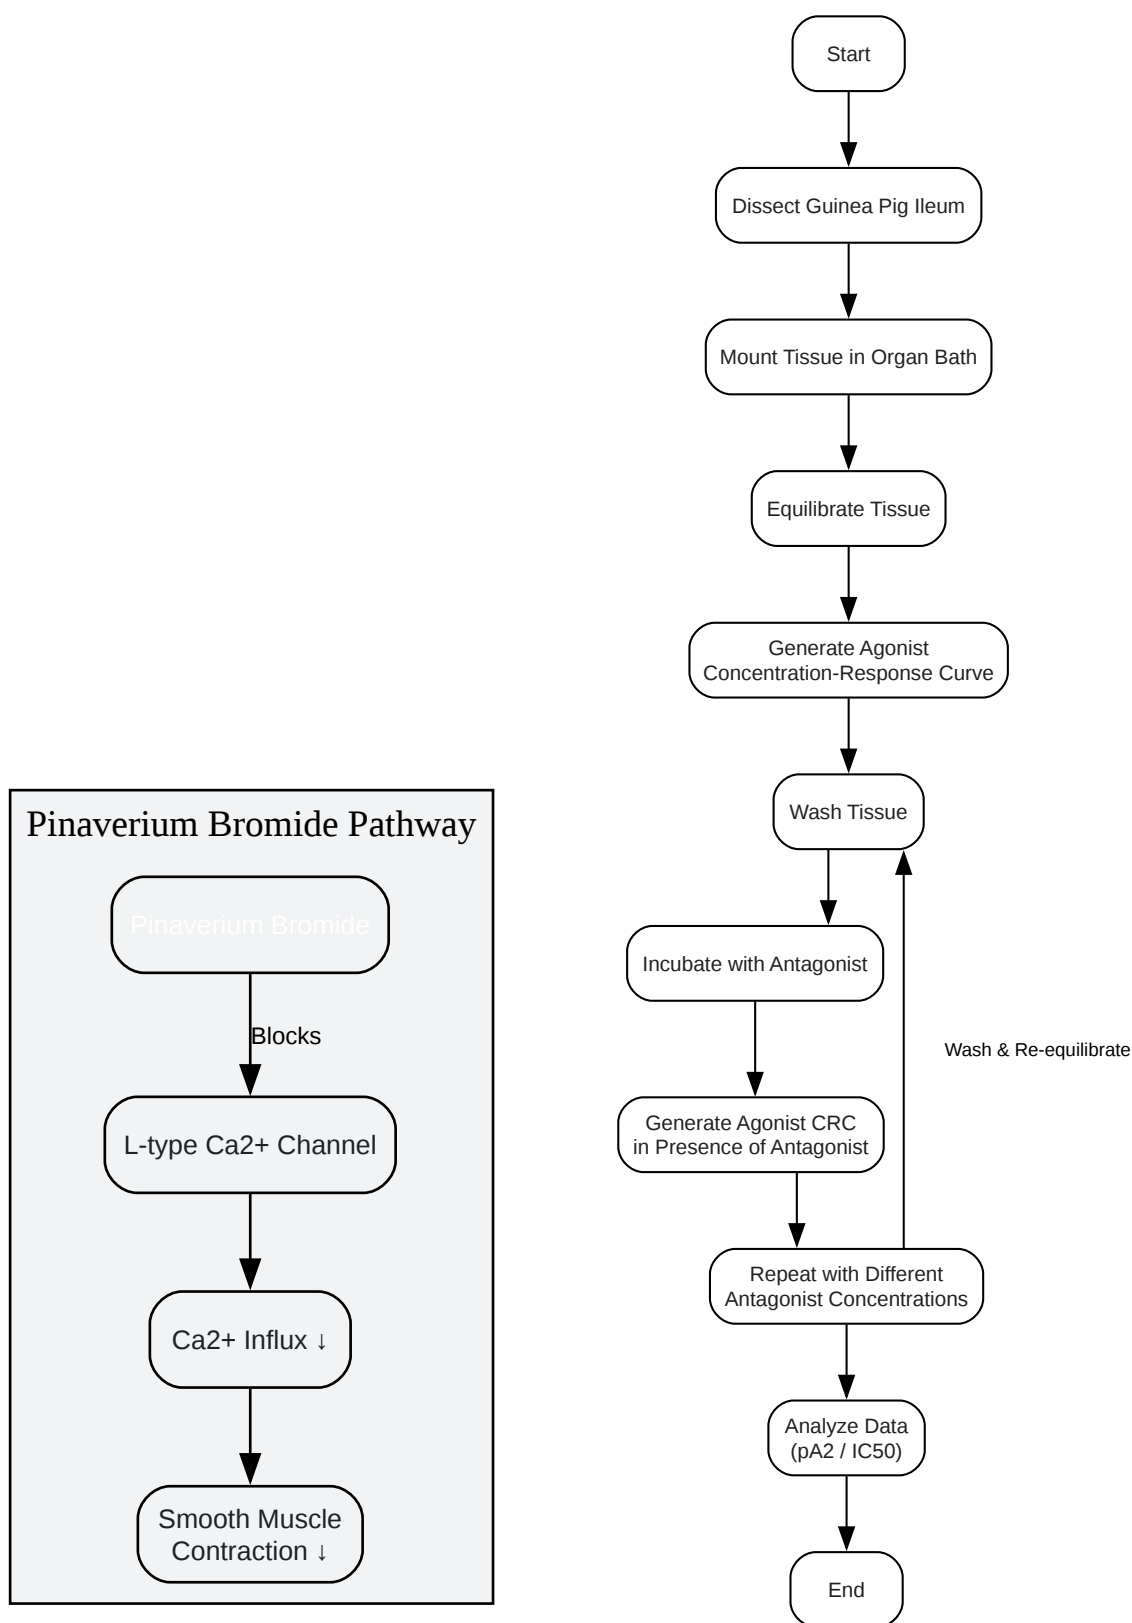 Pinaverium Bromide Pathway
Pinaverium Bromide
Blocks
L-type Ca2+ Channel
Ca2+ Influx ↓
Smooth Muscle
Contraction ↓
Start
Dissect Guinea Pig Ileum
Mount Tissue in Organ Bath
Equilibrate Tissue
Generate Agonist
Concentration-Response Curve
Wash Tissue
Incubate with Antagonist
Wash & Re-equilibrate
Generate Agonist CRC
in Presence of Antagonist
Repeat with Different
Antagonist Concentrations
Analyze Data
(pA2 / IC50)
End